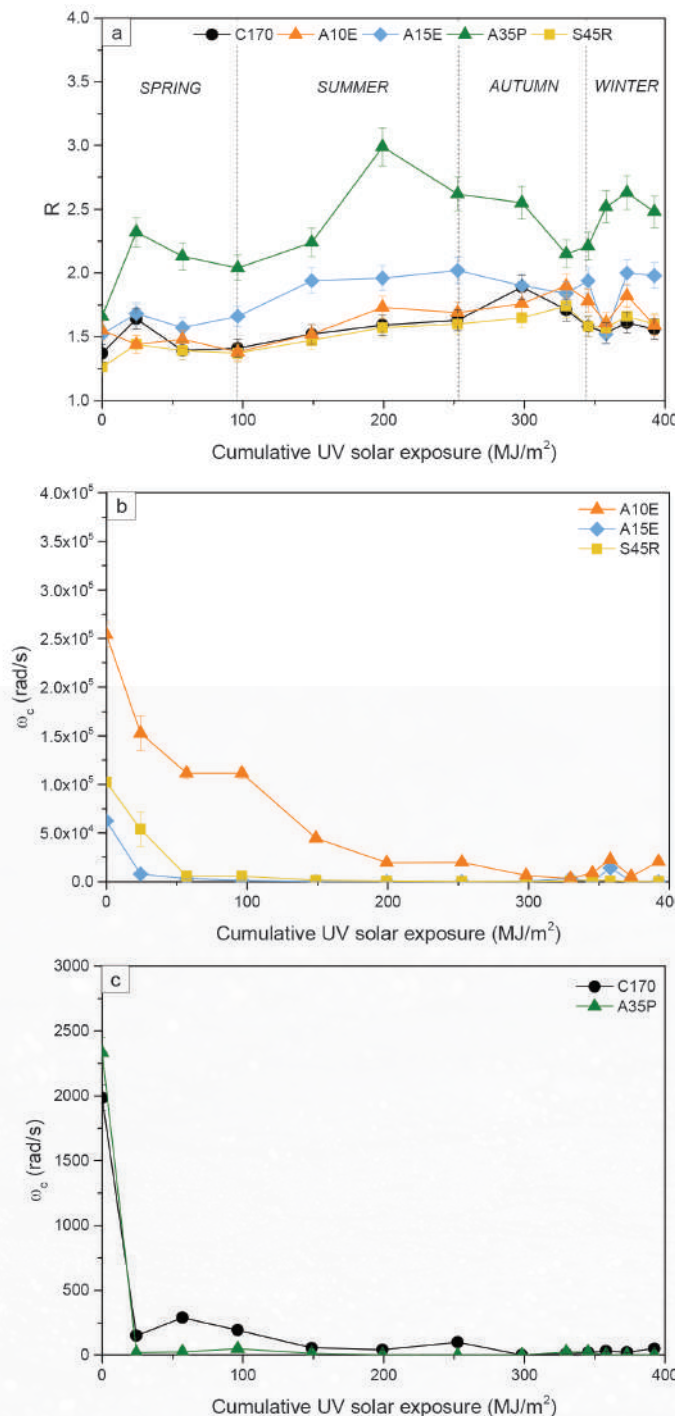 4.0
a
C170 A10E A15E A35P S45R
3.5
SPRING SUMMER AUTUMN WINTER
3.0
R
2.5
2.0
1.5
1.0
0 100 200 300 400
Cumulative UV solar exposure (MJ/m²)
4.0x10⁵
b
A10E
A15E
S45R
3.5x10⁵
3.0x10⁵
2.5x10⁵
ω_c (rad/s)
2.0x10⁵
1.5x10⁵
1.0x10⁵
5.0x10⁴
0.0
0 100 200 300 400
Cumulative UV solar exposure (MJ/m²)
3000
c
C170
A35P
2500
2000
ω_c (rad/s)
1500
1000
500
0
0 100 200 300 400
Cumulative UV solar exposure (MJ/m²)